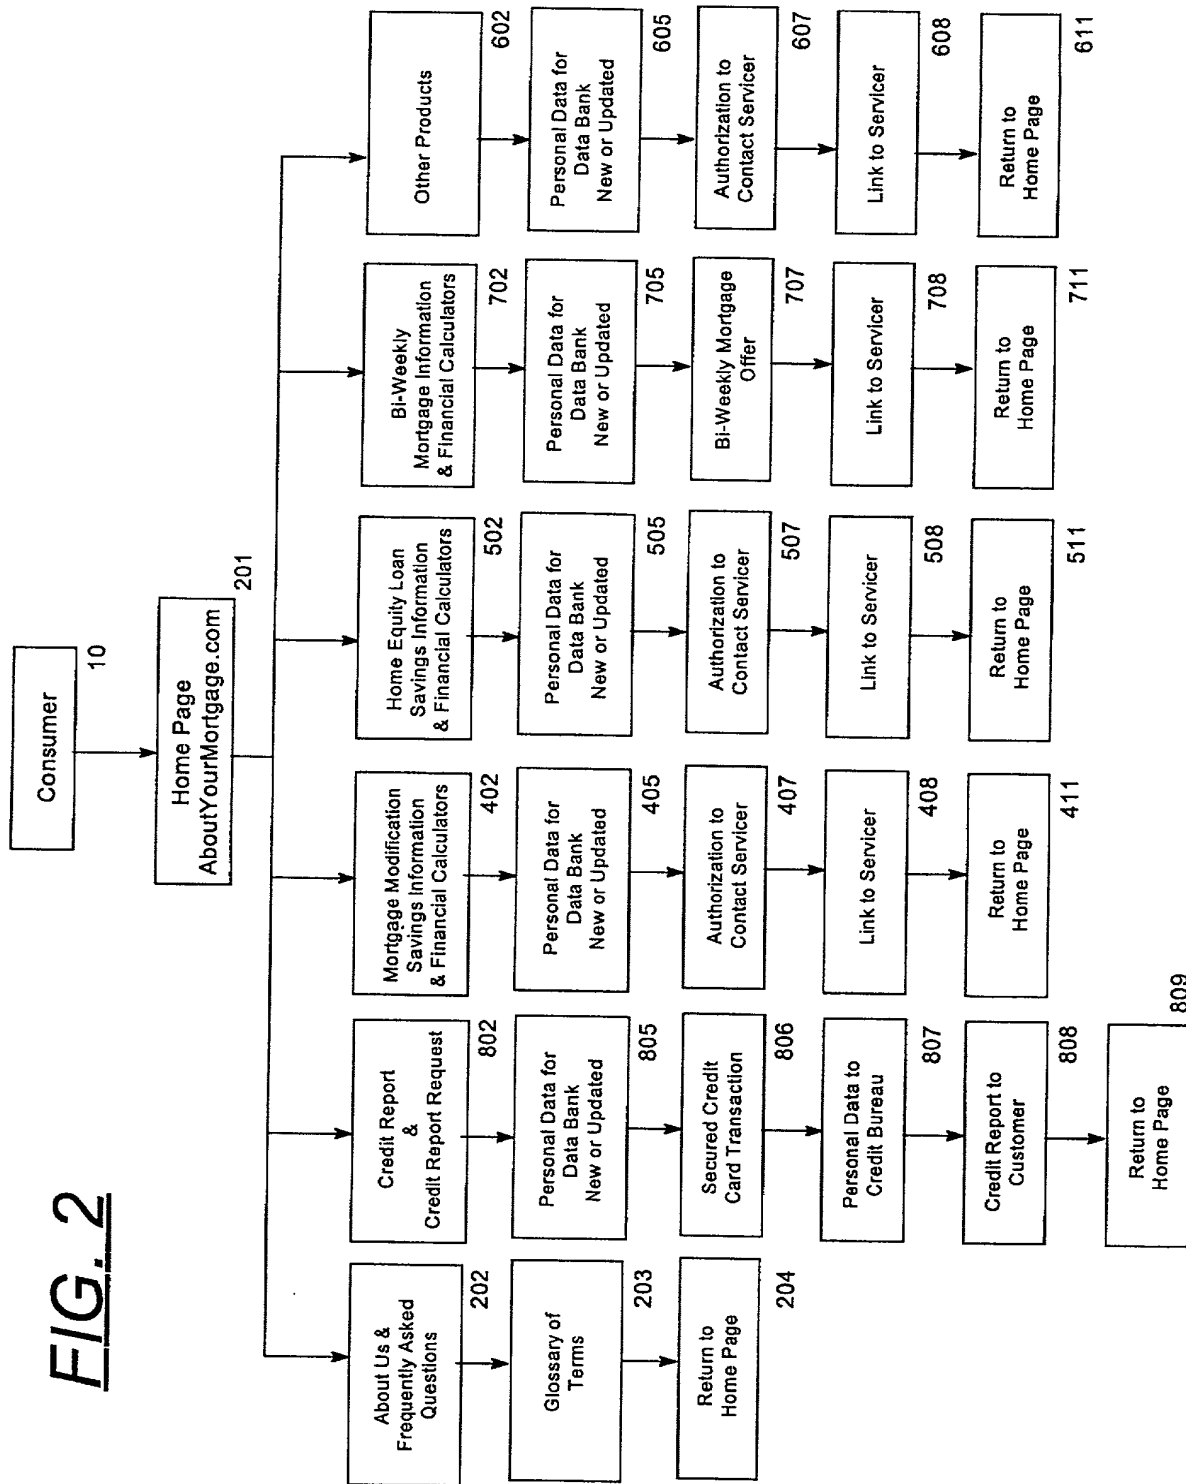 FIG. 2
Consumer
10
Home Page
AboutYourMortgage.com
201
About Us &
Frequently Asked
Questions
202
Glossary of
Terms
203
Return to
Home Page
204
Credit Report
&
Credit Report Request
802
Personal Data for
Data Bank
New or Updated
805
Secured Credit
Card Transaction
806
Personal Data to
Credit Bureau
807
Credit Report to
Customer
808
Return to
Home Page
809
Mortgage Modification
Savings Information
& Financial Calculators
402
Personal Data for
Data Bank
New or Updated
405
Authorization to
Contact Servicer
407
Link to Servicer
408
Return to
Home Page
411
Home Equity Loan
Savings Information
& Financial Calculators
502
Personal Data for
Data Bank
New or Updated
505
Authorization to
Contact Servicer
507
Link to Servicer
508
Return to
Home Page
511
Bi-Weekly
Mortgage Information
& Financial Calculators
702
Personal Data for
Data Bank
New or Updated
705
Bi-Weekly Mortgage
Offer
707
Link to Servicer
708
Return to
Home Page
711
Other Products
602
Personal Data for
Data Bank
New or Updated
605
Authorization to
Contact Servicer
607
Link to Servicer
608
Return to
Home Page
611